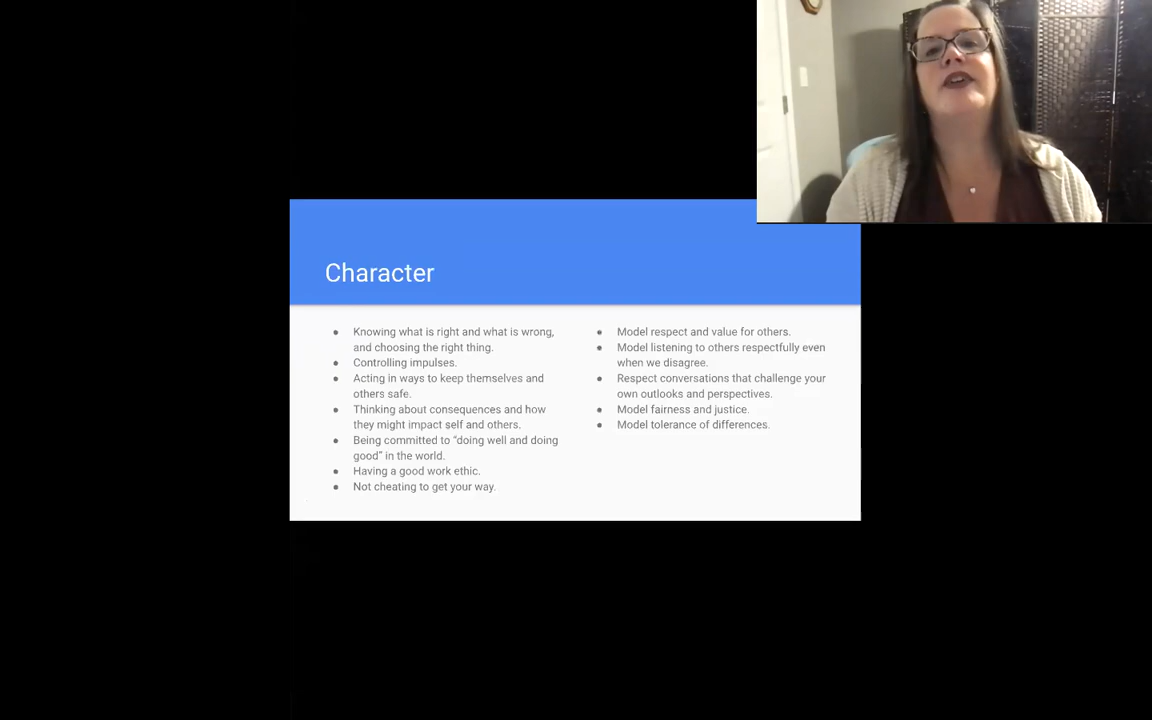 Character
Knowing what is right and what is wrong,
and choosing the right thing.
Controlling impulses.
Acting in ways to keep themselves and
others safe.
Thinking about consequences and how
they might impact self and others.
Being committed to “doing well and doing
good” in the world.
Having a good work ethic.
Not cheating to get your way.
Model respect and value for others.
Model listening to others respectfully even
when we disagree.
Respect conversations that challenge your
own outlooks and perspectives.
Model fairness and justice.
Model tolerance of differences.